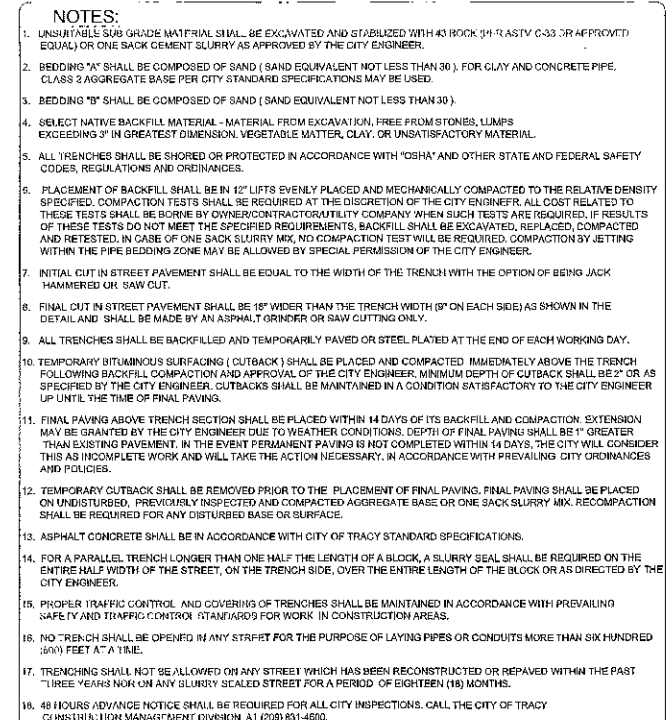 NOTES:
1. UNSUITABLE SUB GRADE MATERIAL SHALL BE EXCAVATED AND STABILIZED WITH #3 ROCK (PER ASTM C-33 OR APPROVED
EQUAL) OR ONE SACK CEMENT SLURRY AS APPROVED BY THE CITY ENGINEER.
2. BEDDING "A" SHALL BE COMPOSED OF SAND ( SAND EQUIVALENT NOT LESS THAN 30 ). FOR CLAY AND CONCRETE PIPE,
CLASS 2 AGGREGATE BASE PER CITY STANDARD SPECIFICATIONS MAY BE USED.
3. BEDDING "B" SHALL BE COMPOSED OF SAND ( SAND EQUIVALENT NOT LESS THAN 30 ).
4. SELECT NATIVE BACKFILL MATERIAL - MATERIAL FROM EXCAVATION, FREE FROM STONES, LUMPS
EXCEEDING 3" IN GREATEST DIMENSION. VEGETABLE MATTER, CLAY, OR UNSATISFACTORY MATERIAL.
5. ALL TRENCHES SHALL BE SHORED OR PROTECTED IN ACCORDANCE WITH "OSHA" AND OTHER STATE AND FEDERAL SAFETY
CODES, REGULATIONS AND ORDINANCES.
6. PLACEMENT OF BACKFILL SHALL BE IN 12" LIFTS EVENLY PLACED AND MECHANICALLY COMPACTED TO THE RELATIVE DENSITY
SPECIFIED. COMPACTION TESTS SHALL BE REQUIRED AT THE DISCRETION OF THE CITY ENGINEER. ALL COST RELATED TO
THESE TESTS SHALL BE BORNE BY OWNER/CONTRACTOR/UTILITY COMPANY WHEN SUCH TESTS ARE REQUIRED. IF RESULTS
OF THESE TESTS DO NOT MEET THE SPECIFIED REQUIREMENTS, BACKFILL SHALL BE EXCAVATED, REPLACED, COMPACTED
AND RETESTED. IN CASE OF ONE SACK SLURRY MIX, NO COMPACTION TEST WILL BE REQUIRED. COMPACTION BY JETTING
WITHIN THE PIPE BEDDING ZONE MAY BE ALLOWED BY SPECIAL PERMISSION OF THE CITY ENGINEER.
7. INITIAL CUT IN STREET PAVEMENT SHALL BE EQUAL TO THE WIDTH OF THE TRENCH WITH THE OPTION OF BEING JACK
HAMMERED OR SAW CUT.
8. FINAL CUT IN STREET PAVEMENT SHALL BE 18" WIDER THAN THE TRENCH WIDTH (9" ON EACH SIDE) AS SHOWN IN THE
DETAIL AND SHALL BE MADE BY AN ASPHALT GRINDER OR SAW CUTTING ONLY.
9. ALL TRENCHES SHALL BE BACKFILLED AND TEMPORARILY PAVED OR STEEL PLATED AT THE END OF EACH WORKING DAY.
10. TEMPORARY BITUMINOUS SURFACING ( CUTBACK ) SHALL BE PLACED AND COMPACTED IMMEDIATELY ABOVE THE TRENCH
FOLLOWING BACKFILL COMPACTION AND APPROVAL OF THE CITY ENGINEER. MINIMUM DEPTH OF CUTBACK SHALL BE 2" OR AS
SPECIFIED BY THE CITY ENGINEER. CUTBACKS SHALL BE MAINTAINED IN A CONDITION SATISFACTORY TO THE CITY ENGINEER
UP UNTIL THE TIME OF FINAL PAVING.
11. FINAL PAVING ABOVE TRENCH SECTION SHALL BE PLACED WITHIN 14 DAYS OF ITS BACKFILL AND COMPACTION. EXTENSION
MAY BE GRANTED BY THE CITY ENGINEER DUE TO WEATHER CONDITIONS. DEPTH OF FINAL PAVING SHALL BE 1" GREATER
THAN EXISTING PAVEMENT. IN THE EVENT PERMANENT PAVING IS NOT COMPLETED WITHIN 14 DAYS, THE CITY WILL CONSIDER
THIS AS INCOMPLETE WORK AND WILL TAKE THE ACTION NECESSARY, IN ACCORDANCE WITH PREVAILING CITY ORDINANCES
AND POLICIES.
12. TEMPORARY CUTBACK SHALL BE REMOVED PRIOR TO THE PLACEMENT OF FINAL PAVING. FINAL PAVING SHALL BE PLACED
ON UNDISTURBED, PREVIOUSLY INSPECTED AND COMPACTED AGGREGATE BASE OR ONE SACK SLURRY MIX. RECOMPACTION
SHALL BE REQUIRED FOR ANY DISTURBED BASE OR SURFACE.
13. ASPHALT CONCRETE SHALL BE IN ACCORDANCE WITH CITY OF TRACY STANDARD SPECIFICATIONS.
14. FOR A PARALLEL TRENCH LONGER THAN ONE HALF THE LENGTH OF A BLOCK, A SLURRY SEAL SHALL BE REQUIRED ON THE
ENTIRE HALF WIDTH OF THE STREET, ON THE TRENCH SIDE, OVER THE ENTIRE LENGTH OF THE BLOCK OR AS DIRECTED BY THE
CITY ENGINEER.
15. PROPER TRAFFIC CONTROL AND COVERING OF TRENCHES SHALL BE MAINTAINED IN ACCORDANCE WITH PREVAILING
SAFETY AND TRAFFIC CONTROL STANDARDS FOR WORK IN CONSTRUCTION AREAS.
16. NO TRENCH SHALL BE OPENED IN ANY STREET FOR THE PURPOSE OF LAYING PIPES OR CONDUITS MORE THAN SIX HUNDRED
(600) FEET AT A TIME.
17. TRENCHING SHALL NOT BE ALLOWED ON ANY STREET WHICH HAS BEEN RECONSTRUCTED OR REPAVED WITHIN THE PAST
THREE YEARS NOR ON ANY SLURRY SEALED STREET FOR A PERIOD OF EIGHTEEN (18) MONTHS.
18. 48 HOURS ADVANCE NOTICE SHALL BE REQUIRED FOR ALL CITY INSPECTIONS. CALL THE CITY OF TRACY
CONSTRUCTION MANAGEMENT DIVISION AT (209) 831-4600.